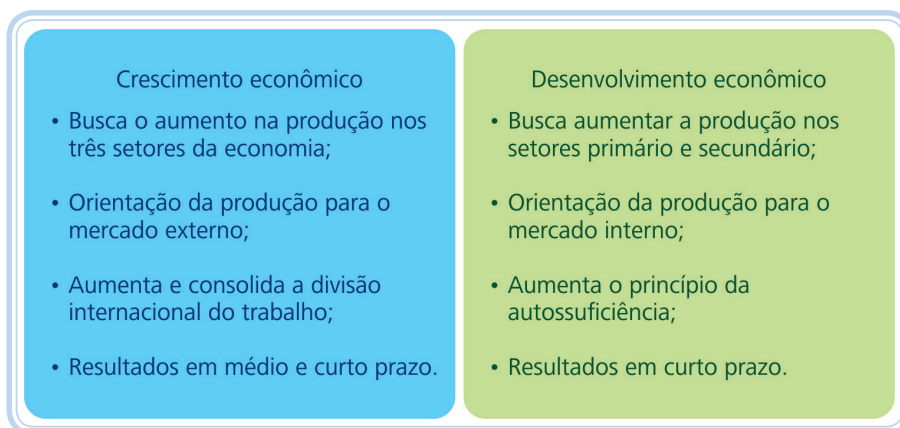 Crescimento econômico
• Busca o aumento na produção nos
três setores da economia;
• Orientação da produção para o
mercado externo;
• Aumenta e consolida a divisão
internacional do trabalho;
• Resultados em médio e curto prazo.
Desenvolvimento econômico
• Busca aumentar a produção nos
setores primário e secundário;
• Orientação da produção para o
mercado interno;
• Aumenta o princípio da
autossuficiência;
• Resultados em curto prazo.